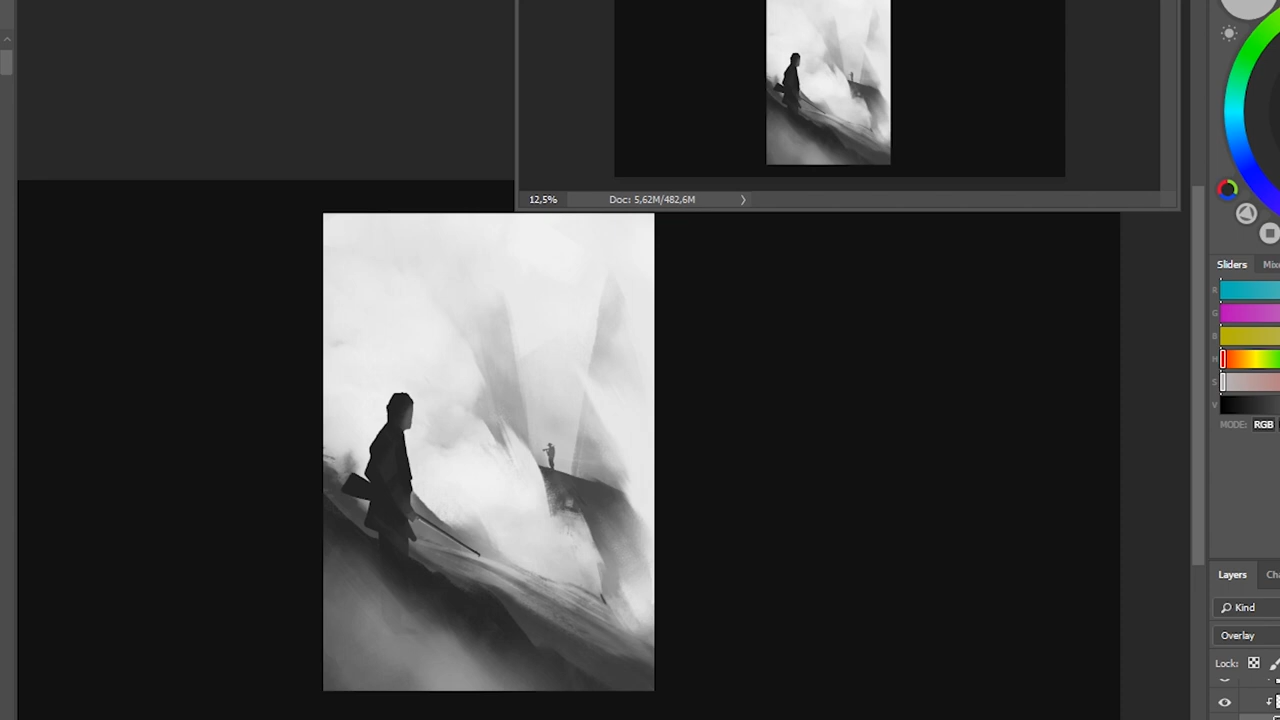 12,5% Doc: 5,62M/482,6M
Sliders
R
G
B
H
S
V
MODE: RGB
Layers
Kind
Overlay
Lock: